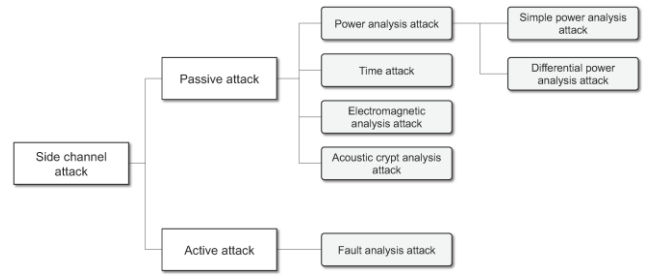 Power analysis attack
Simple power analysis
attack
Time attack
Differential power
analysis attack
Passive attack
Electromagnetic
analysis attack
Acoustic crypt analysis
attack
Side channel
attack
Active attack
Fault analysis attack